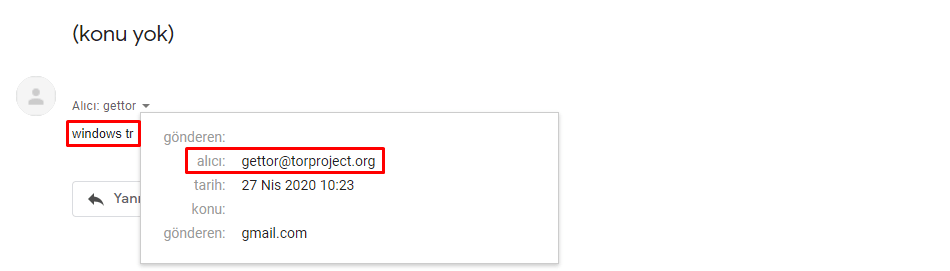 (konu yok)
Alıcı: gettor
windows tr
gönderen:
alıcı: gettor@torproject.org
tarih: 27 Nis 2020 10:23
konu:
gönderen: gmail.com